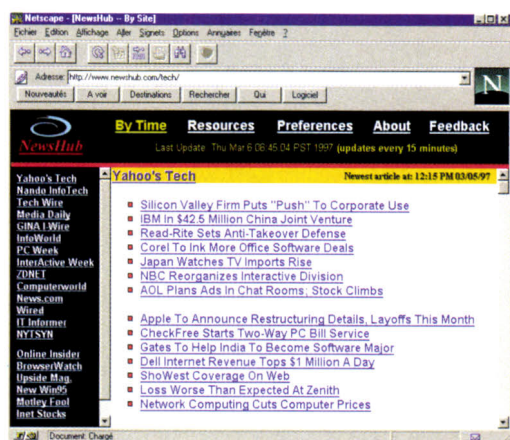 Netscape - [NewsHub -- By Site]
Fichier Edition Affichage Aller Signets Options Annuaires Fenêtre ?
Adresse: http://www.newshub.com/tech/
N
Nouveautés A voir Destinations Rechercher Qui Logiciel
NewsHub
By Time Resources Preferences About Feedback
Last Update: Thu Mar 6 08:45:04 PST 1997 (updates every 15 minutes)
Yahoo's Tech
Nando InfoTech
Tech Wire
Media Daily
GINA I-Wire
InfoWorld
PC Week
InterActive Week
ZDNET
Computerworld
News.com
Wired
IT Informer
NYTSYN
Online Insider
BrowserWatch
Upside Mag.
New Win95
Motley Fool
Inet Stocks
Yahoo's Tech Newest article at: 12:15 PM 03/05/97
Silicon Valley Firm Puts "Push" To Corporate Use
IBM In $42.5 Million China Joint Venture
Read-Rite Sets Anti-Takeover Defense
Corel To Ink More Office Software Deals
Japan Watches TV Imports Rise
NBC Reorganizes Interactive Division
AOL Plans Ads In Chat Rooms; Stock Climbs
Apple To Announce Restructuring Details, Layoffs This Month
CheckFree Starts Two-Way PC Bill Service
Gates To Help India To Become Software Major
Dell Internet Revenue Tops $1 Million A Day
ShoWest Coverage On Web
Loss Worse Than Expected At Zenith
Network Computing Cuts Computer Prices
Document: Chargé